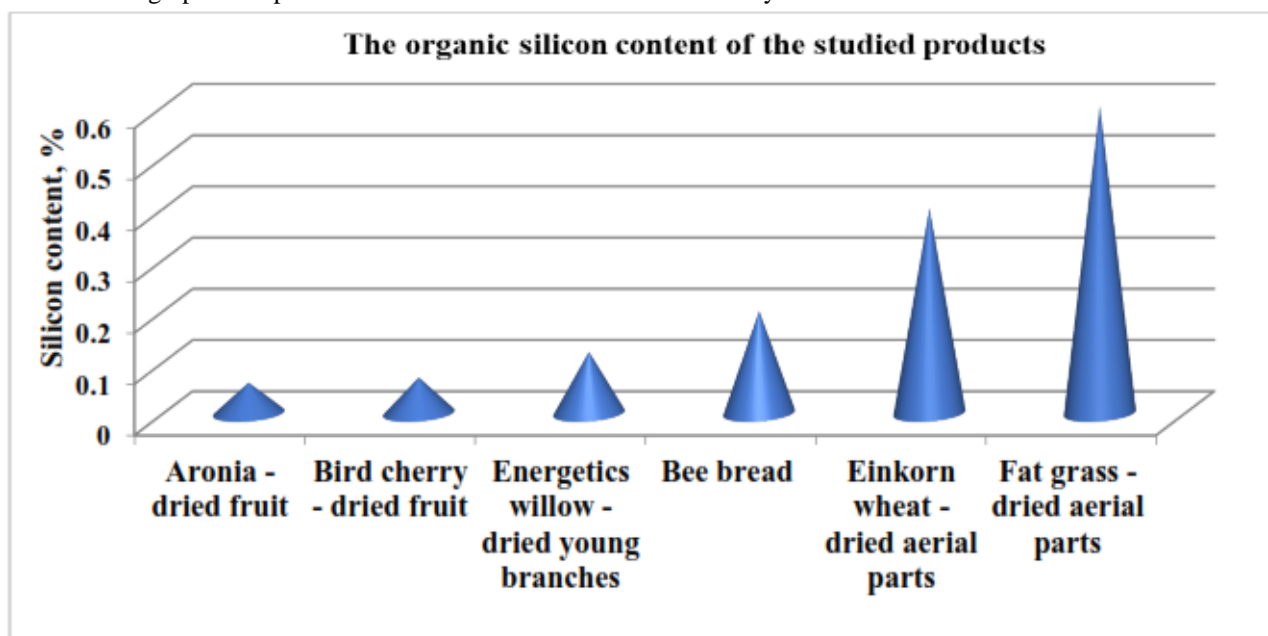 The organic silicon content of the studied products
Silicon content, %
0.6
0.5
0.4
0.3
0.2
0.1
0
Aronia -
dried fruit
Bird cherry
- dried fruit
Energetics
willow -
dried young
branches
Bee bread
Einkorn
wheat -
dried aerial
parts
Fat grass -
dried aerial
parts